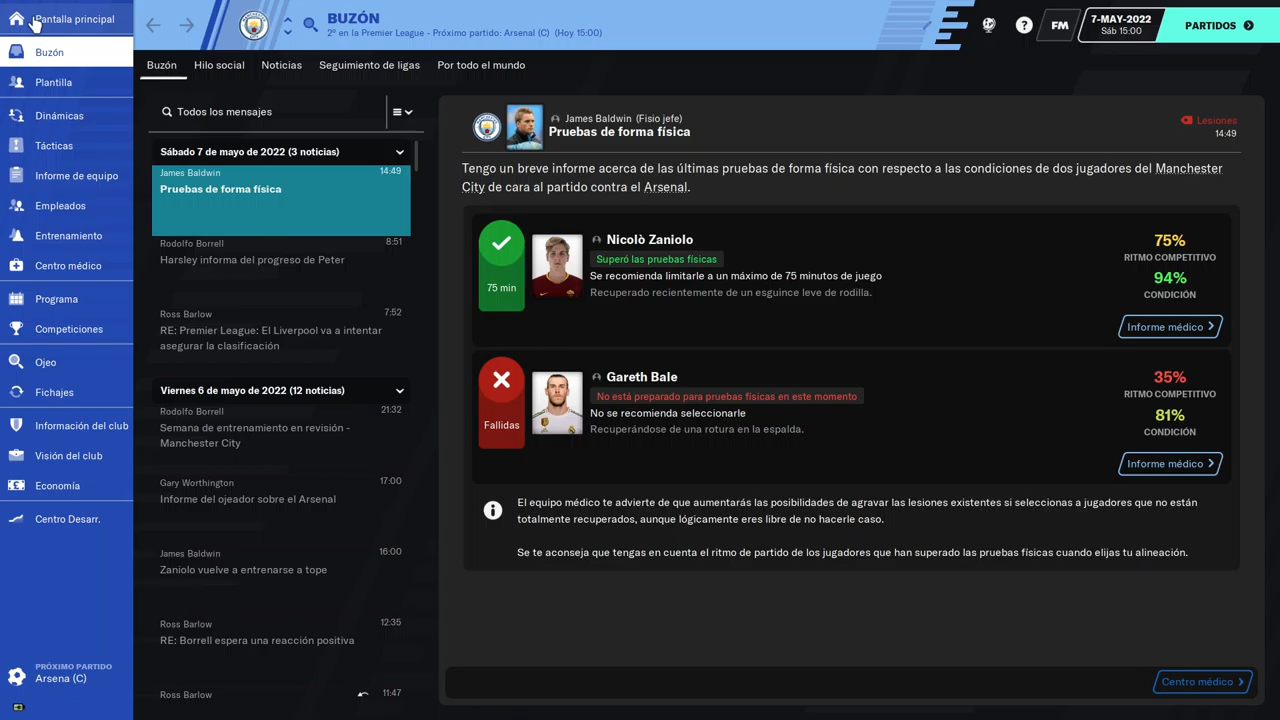 Pantalla principal
Buzón
Plantilla
Dinámicas
Tácticas
Informe de equipo
Empleados
Entrenamiento
Centro médico
Programa
Competiciones
Ojeo
Fichajes
Información del club
Visión del club
Economía
Centro Desarr.
PRÓXIMO PARTIDO
Arsena (C)
BUZÓN
2º en la Premier League - Próximo partido: Arsenal (C) (Hoy 15:00)
FM
7-MAY-2022
Sáb 15:00
PARTIDOS
Buzón
Hilo social
Noticias
Seguimiento de ligas
Por todo el mundo
Todos los mensajes
Sábado 7 de mayo de 2022 (3 noticias)
James Baldwin 14:49
Pruebas de forma física
Rodolfo Borrell 8:51
Harsley informa del progreso de Peter
Ross Barlow 7:52
RE: Premier League: El Liverpool va a intentar
asegurar la clasificación
Viernes 6 de mayo de 2022 (12 noticias)
Rodolfo Borrell 21:32
Semana de entrenamiento en revisión -
Manchester City
Gary Worthington 17:00
Informe del ojeador sobre el Arsenal
James Baldwin 16:00
Zaniolo vuelve a entrenarse a tope
Ross Barlow 12:35
RE: Borrell espera una reacción positiva
Ross Barlow 11:47
James Baldwin (Fisio jefe)
Pruebas de forma física
Lesiones
14:49
Tengo un breve informe acerca de las últimas pruebas de forma física con respecto a las condiciones de dos jugadores del Manchester
City de cara al partido contra el Arsenal.
75 min
Nicolò Zaniolo
Superó las pruebas físicas
Se recomienda limitarle a un máximo de 75 minutos de juego
Recuperado recientemente de un esguince leve de rodilla.
75%
RITMO COMPETITIVO
94%
CONDICIÓN
Informe médico
Fallidas
Gareth Bale
No está preparado para pruebas físicas en este momento
No se recomienda seleccionarle
Recuperándose de una rotura en la espalda.
35%
RITMO COMPETITIVO
81%
CONDICIÓN
Informe médico
El equipo médico te advierte de que aumentarás las posibilidades de agravar las lesiones existentes si seleccionas a jugadores que no están
totalmente recuperados, aunque lógicamente eres libre de no hacerle caso.
Se te aconseja que tengas en cuenta el ritmo de partido de los jugadores que han superado las pruebas físicas cuando elijas tu alineación.
Centro médico